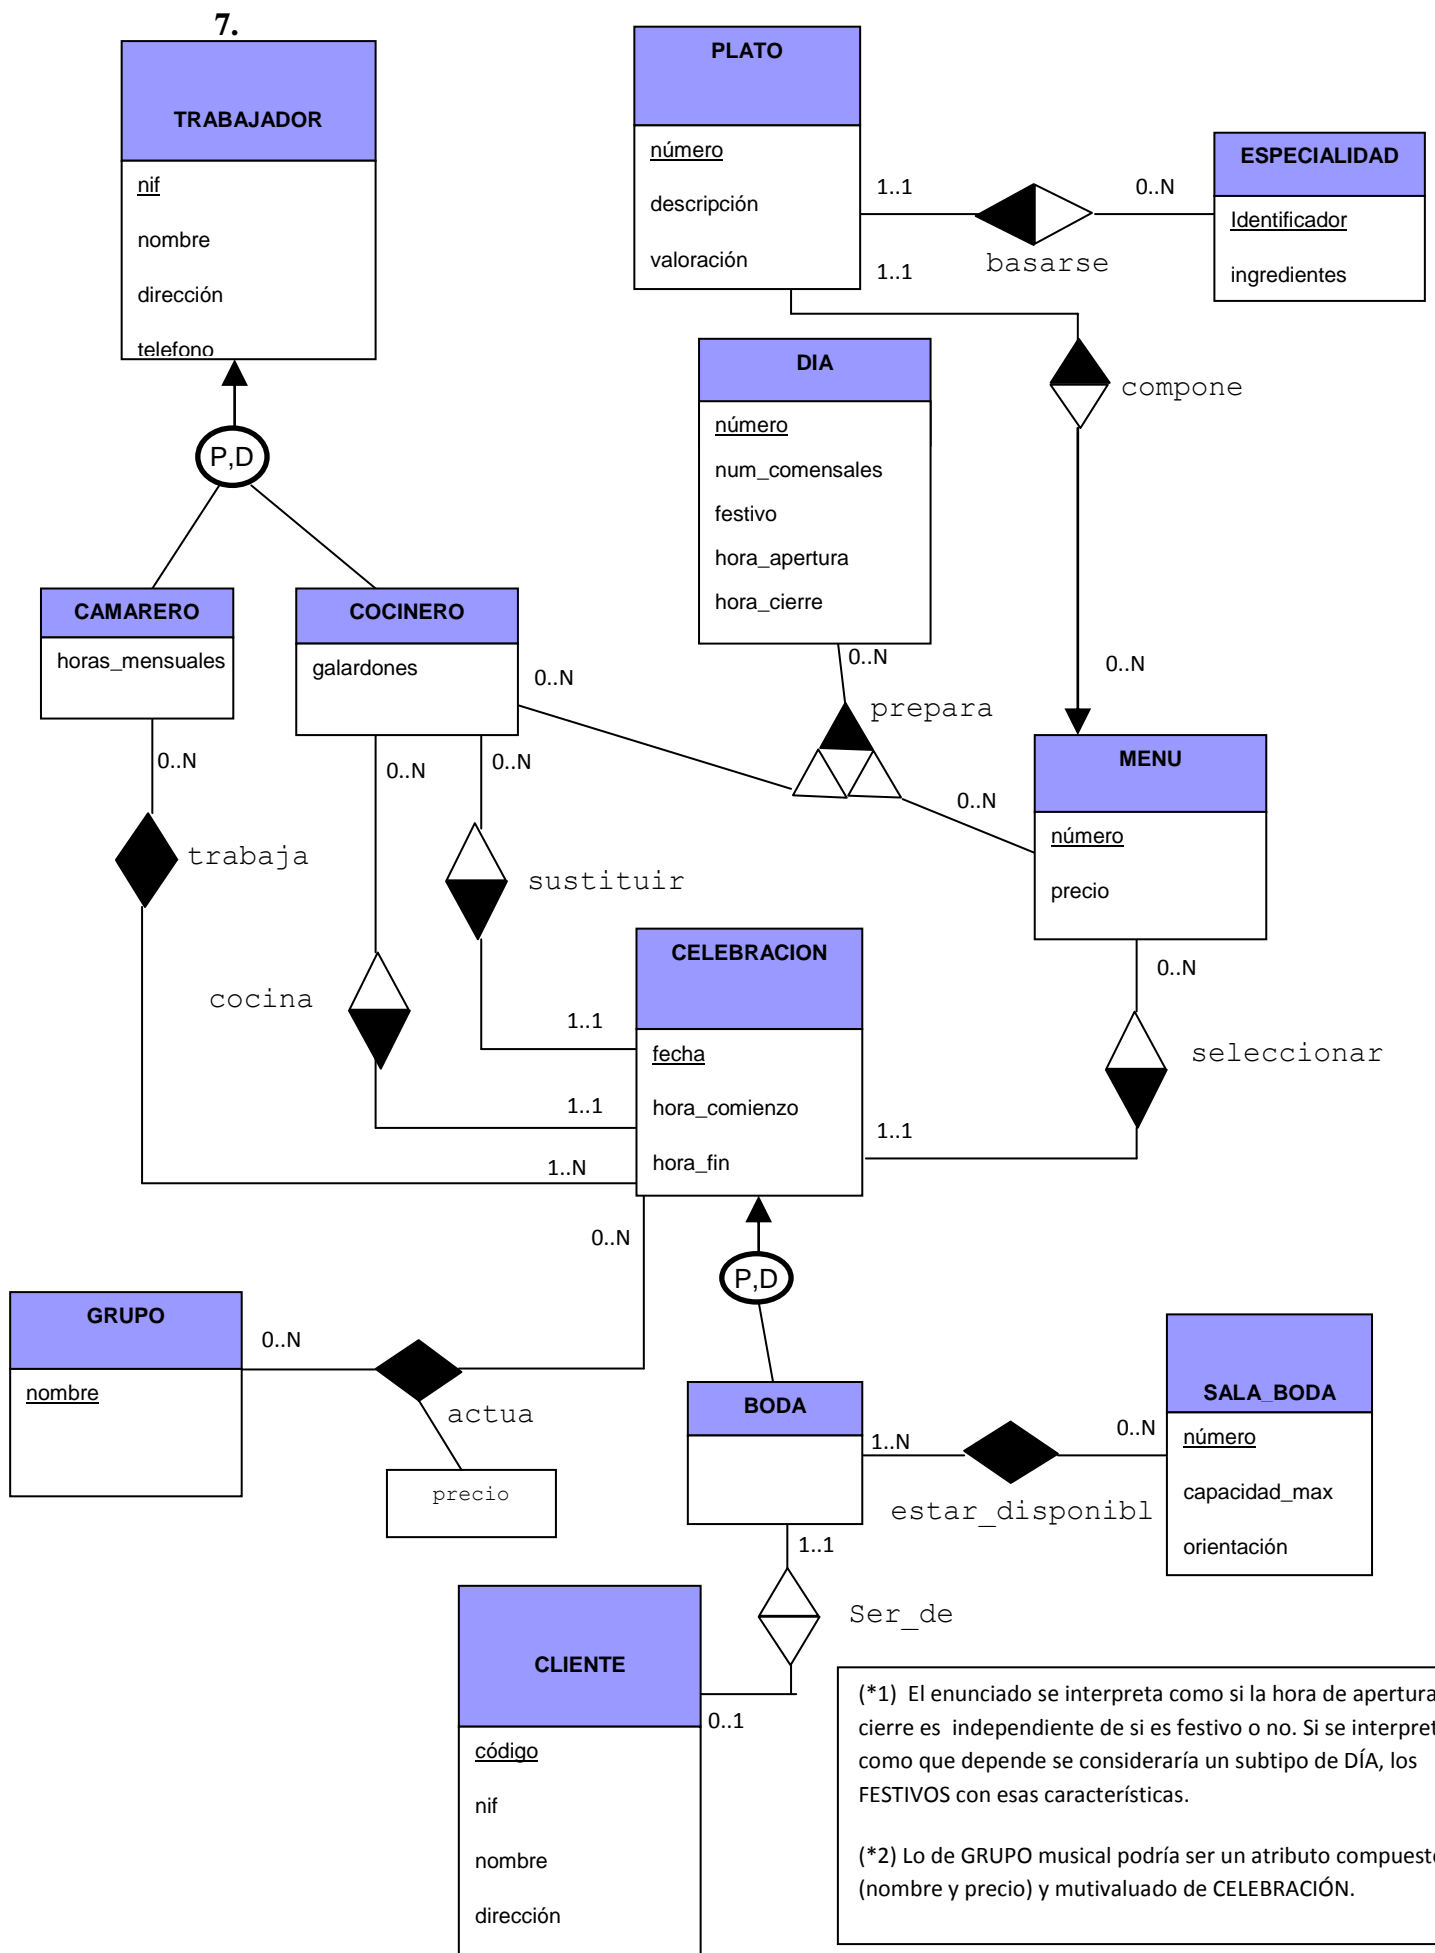 7.
TRABAJADOR
nif
nombre
dirección
telefono
P,D
PLATO
número
descripción
valoración
1..1
0..N
basarse
1..1
ESPECIALIDAD
Identificador
ingredientes
DIA
número
num_comensales
festivo
hora_apertura
hora_cierre
compone
CAMARERO
horas_mensuales
COCINERO
galardones
0..N
0..N
0..N
prepara
0..N
MENU
número
precio
0..N
0..N
0..N
trabaja
sustituir
cocina
CELEBRACION
fecha
hora_comienzo
hora_fin
1..1
1..1
1..N
0..N
1..1
seleccionar
0..N
P,D
GRUPO
nombre
0..N
actua
precio
BODA
1..N
0..N
estar_disponibl
SALA_BODA
número
capacidad_max
orientación
1..1
Ser_de
0..1
CLIENTE
código
nif
nombre
dirección
(*1) El enunciado se interpreta como si la hora de apertura
cierre es independiente de si es festivo o no. Si se interpret
como que depende se consideraría un subtipo de DÍA, los
FESTIVOS con esas características.
(*2) Lo de GRUPO musical podría ser un atributo compuest
(nombre y precio) y mutivaluado de CELEBRACIÓN.